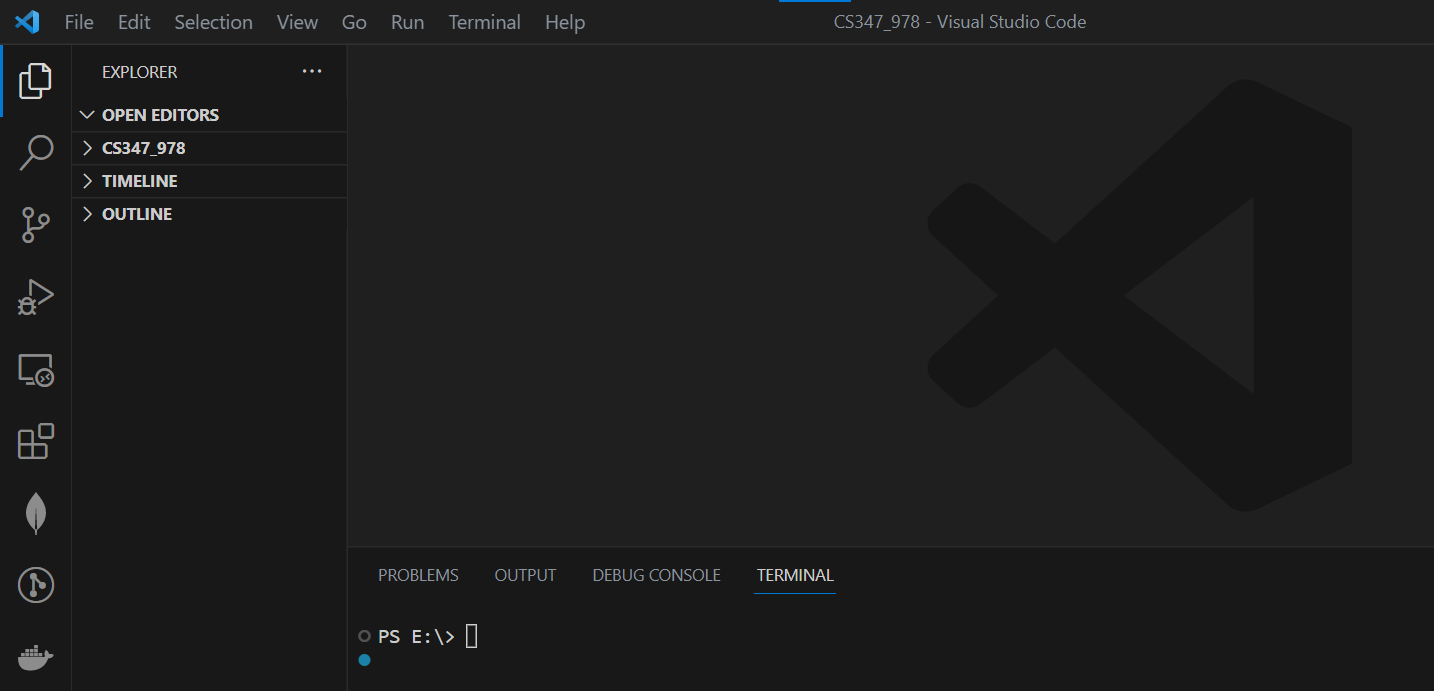 File Edit Selection View Go Run Terminal Help CS347_978 - Visual Studio Code
EXPLORER
OPEN EDITORS
CS347_978
TIMELINE
OUTLINE
PROBLEMS OUTPUT DEBUG CONSOLE TERMINAL
PS E:\>